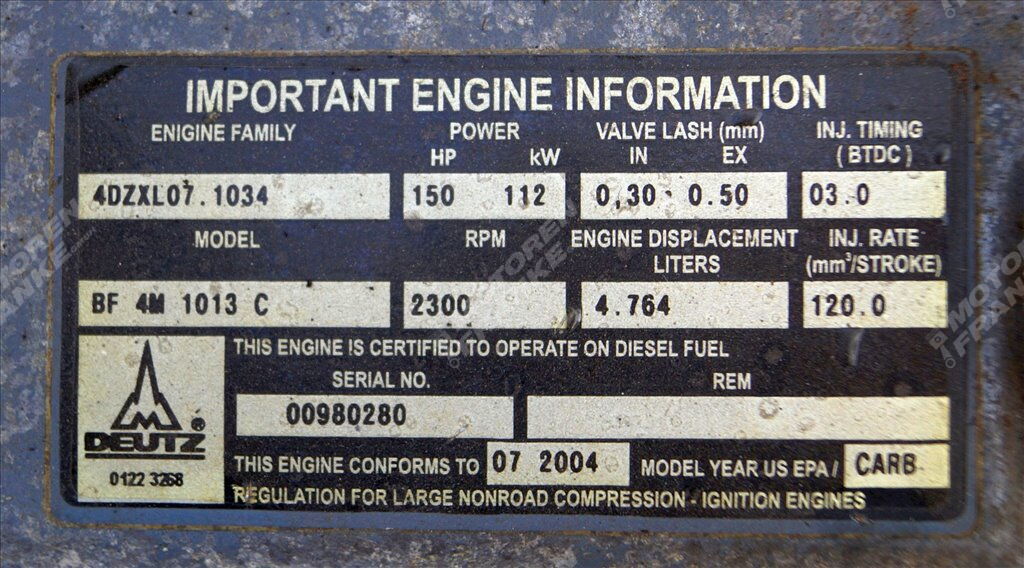 IMPORTANT ENGINE INFORMATION
ENIGINE FAMILY POWER VALVE LASH (mm) INJ. TIMING
HP kW IN EX (BTDC)
4DZXL07.1034 150 112 0,30 0.50 03.0
MODEL RPM ENGINE DISPLACEMENT INJ. RATE
LITERS (mm³/STROKE)
BF 4M 1013 C 2300 4.764 120.0
THIS ENGINE IS CERTIFIED TO OPERATE ON DIESEL FUEL
SERIAL NO. REM
00980280
DEUTZ ®
0122 3268
THIS ENGINE CONFORMS TO 07 2004 MODEL YEAR US EPA/ CARB
REGULATION FOR LARGE NONROAD COMPRESSION - IGNITION ENGINES
MOTOREN
FRANKE